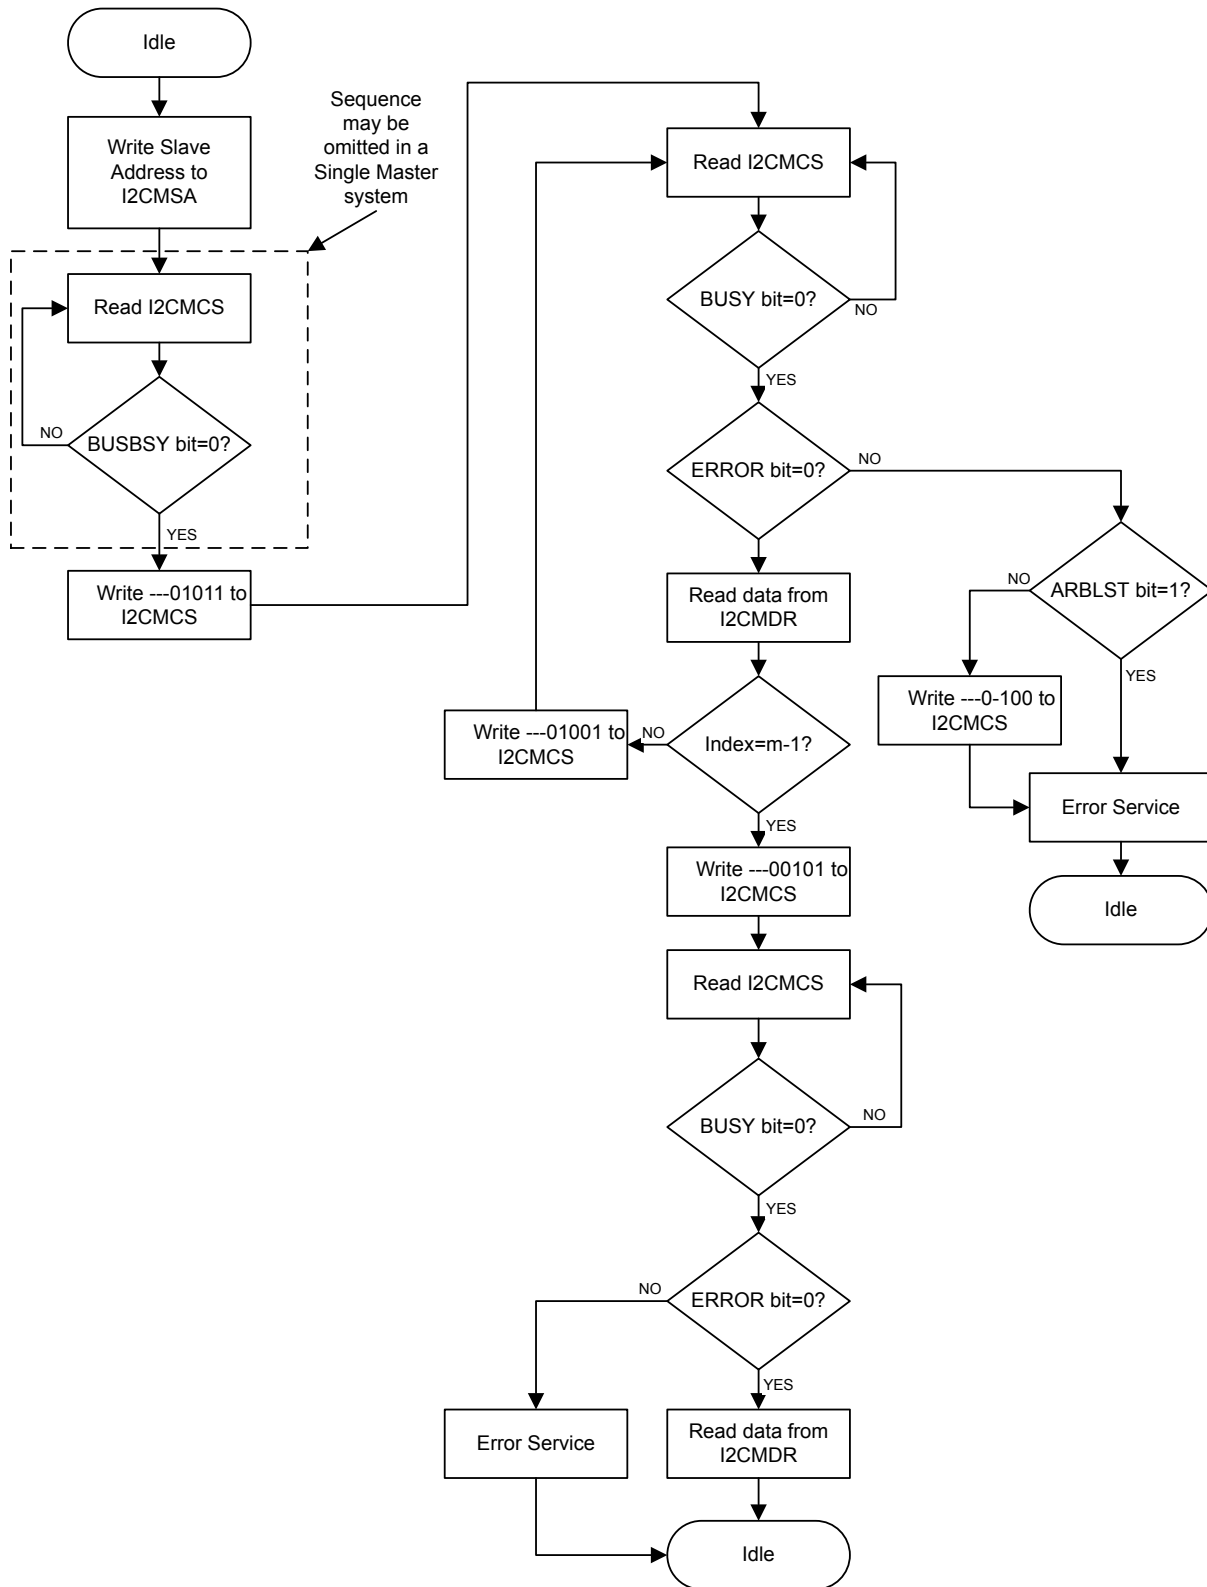 Idle
Write Slave
Address to
I2CMSA
Sequence
may be
omitted in a
Single Master
system
Read I2CMCS
BUSBSY bit=0?
NO
YES
Write ---01011 to
I2CMCS
Read I2CMCS
BUSY bit=0?
NO
YES
ERROR bit=0?
NO
ARBLST bit=1?
NO
YES
Write ---0-100 to
I2CMCS
Error Service
Idle
Read data from
I2CMDR
Index=m-1?
NO
Write ---01001 to
I2CMCS
YES
Write ---00101 to
I2CMCS
Read I2CMCS
BUSY bit=0?
NO
YES
ERROR bit=0?
NO
YES
Error Service
Read data from
I2CMDR
Idle